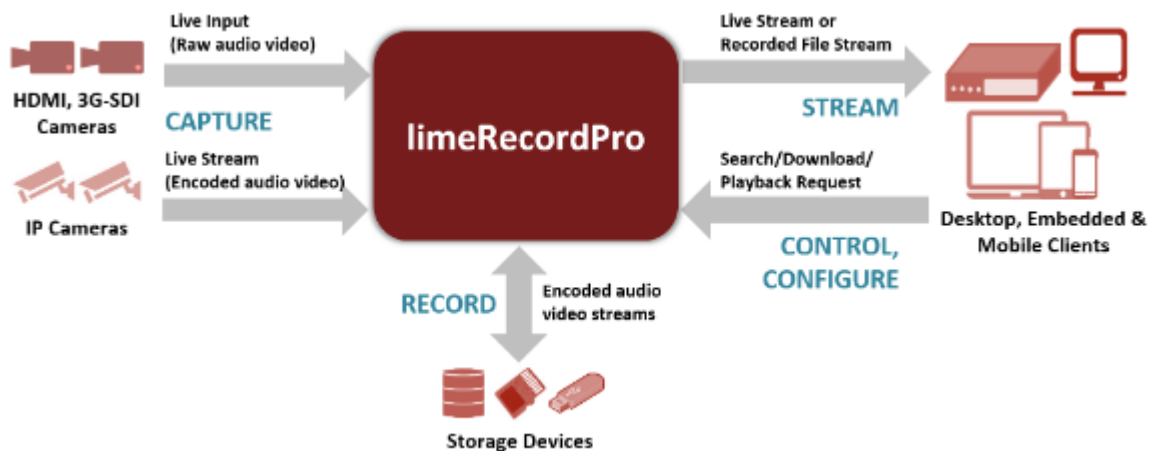 Live Input
(Raw audio video)
HDMI, 3G-SDI
Cameras
CAPTURE
Live Stream
(Encoded audio video)
IP Cameras
limeRecordPro
Live Stream or
Recorded File Stream
STREAM
Search/Download/
Playback Request
Desktop, Embedded &
Mobile Clients
CONTROL,
CONFIGURE
RECORD
Encoded audio
video streams
Storage Devices